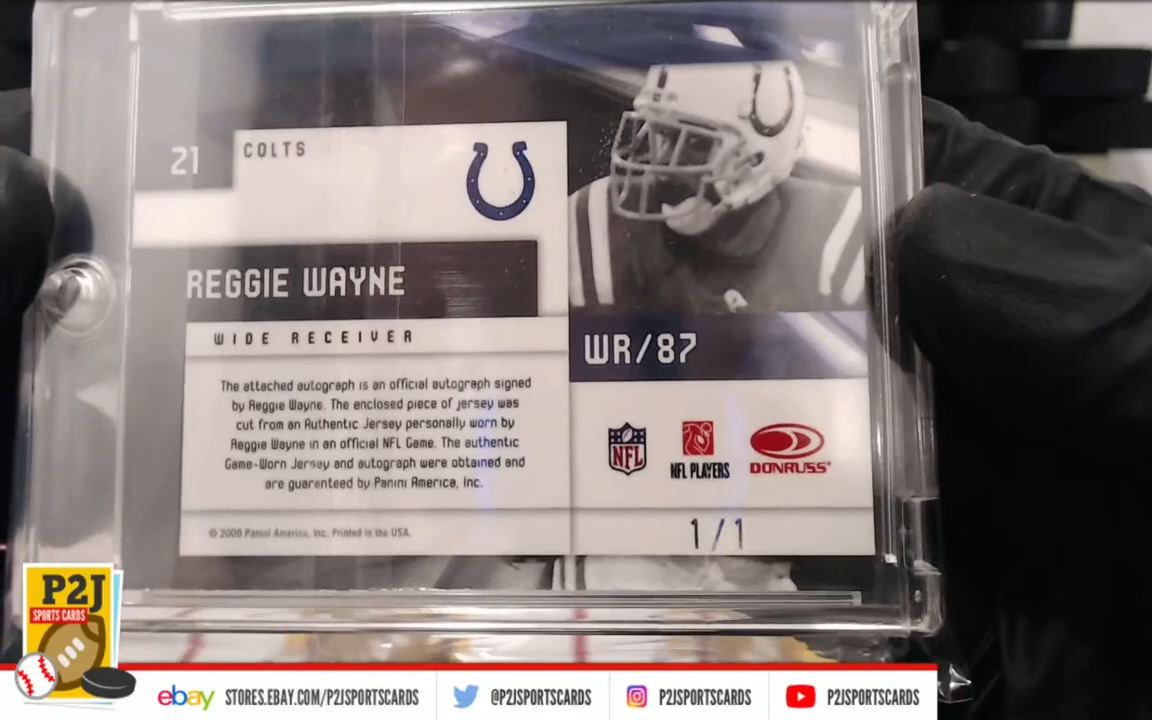 21
COLTS
REGGIE WAYNE
WIDE RECEIVER
The attached autograph is an official autograph signed
by Reggie Wayne. The enclosed piece of jersey was
cut from an Authentic Jersey personally worn by
Reggie Wayne in an official NFL Game. The authentic
Game-Worn Jersey and autograph were obtained and
are guaranteed by Panini America, Inc.
© 2009 Panini America, Inc. Printed in the USA.
WR/87
NFL
NFL PLAYERS
DONRUSS
1/1
P2J
SPORTS CARDS
ebay STORES.EBAY.COM/P2JSPORTSCARDS
@P2JSPORTSCARDS
P2JSPORTSCARDS
P2JSPORTSCARDS